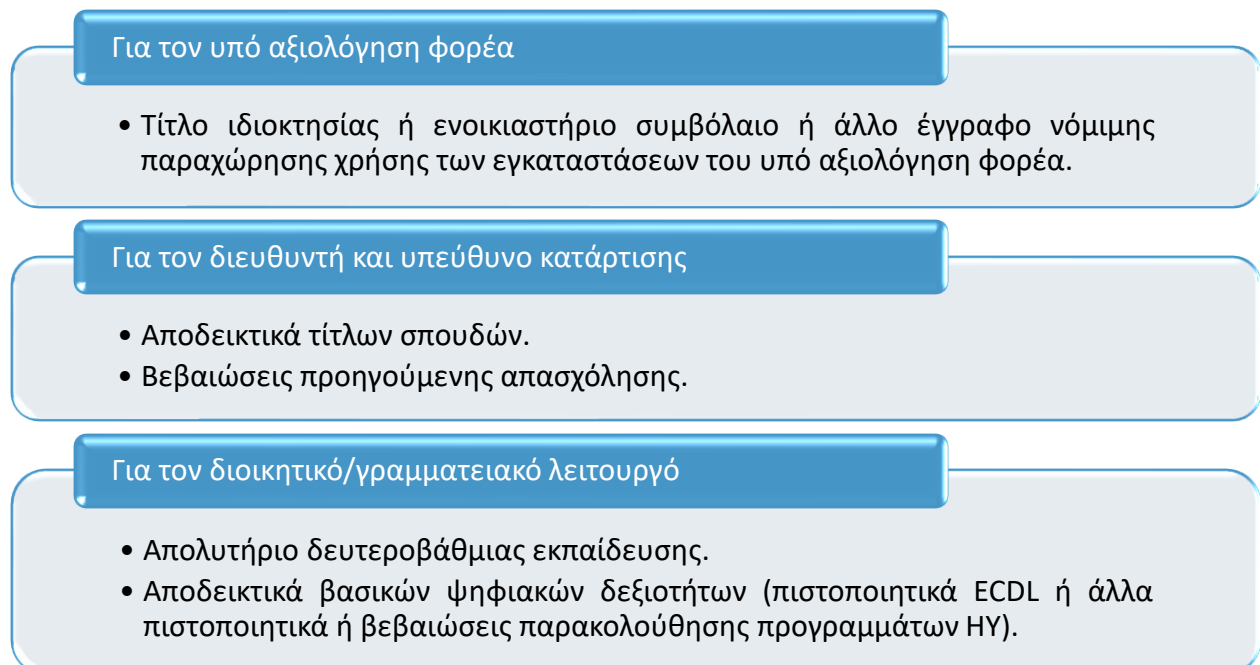 Για τον υπό αξιολόγηση φορέα
• Τίτλο ιδιοκτησίας ή ενοικιαστήριο συμβόλαιο ή άλλο έγγραφο νόμιμης
παραχώρησης χρήσης των εγκαταστάσεων του υπό αξιολόγηση φορέα.
Για τον διευθυντή και υπεύθυνο κατάρτισης
• Αποδεικτικά τίτλων σπουδών.
• Βεβαιώσεις προηγούμενης απασχόλησης.
Για τον διοικητικό/γραμματειακό λειτουργό
• Απολυτήριο δευτεροβάθμιας εκπαίδευσης.
• Αποδεικτικά βασικών ψηφιακών δεξιοτήτων (πιστοποιητικά ECDL ή άλλα
πιστοποιητικά ή βεβαιώσεις παρακολούθησης προγραμμάτων ΗΥ).